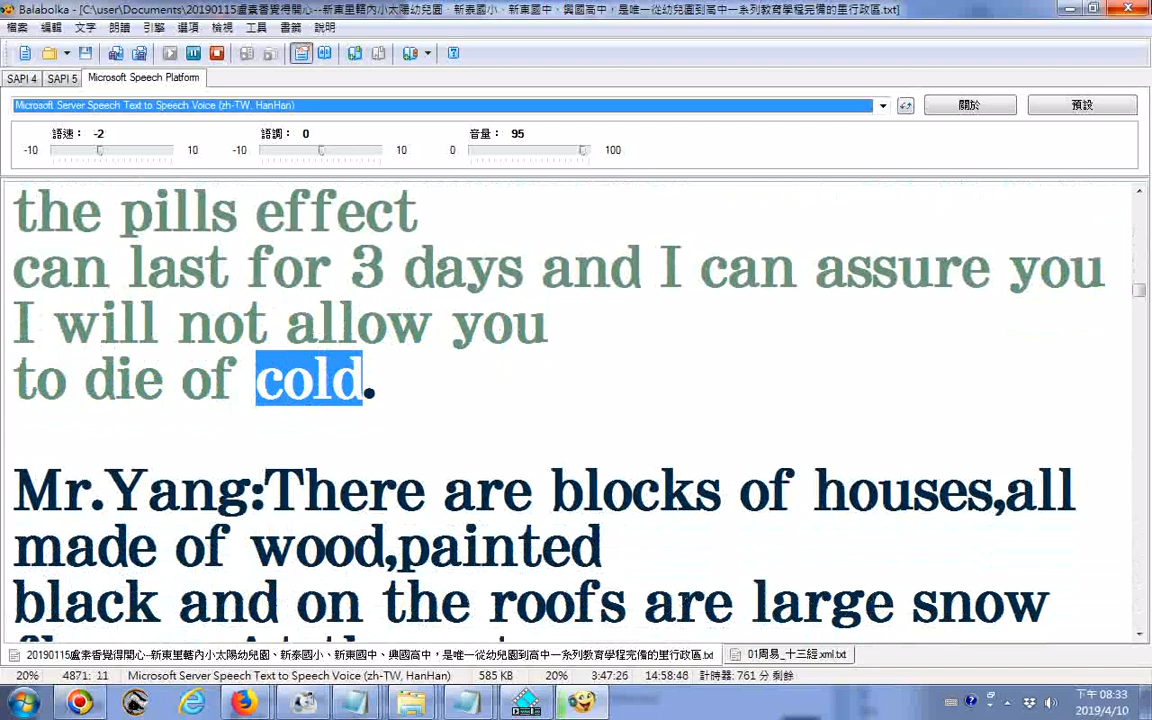 Balabolka - [C:\user\Documents\20190115盧素香覺得開心--新東里轄內小太陽幼兒園、新泰國小、新東國中、興國高中，是唯一從幼兒園到高中一系列教育學程完備的里行政區.txt]
檔案 編輯 文字 朗讀 引擎 選項 檢視 工具 書籤 說明
SAPI 4 SAPI 5 Microsoft Speech Platform
Microsoft Server Speech Text to Speech Voice (zh-TW, HanHan) 關於 預設
語速： -2 語調： 0 音量： 95
-10 10 -10 10 0 100
the pills effect
can last for 3 days and I can assure you
I will not allow you
to die of cold.
Mr.Yang:There are blocks of houses,all
made of wood,painted
black and on the roofs are large snow
20190115盧素香覺得開心--新東里轄內小太陽幼兒園、新泰國小、新東國中、興國高中，是唯一從幼兒園到高中一系列教育學程完備的里行政區.txt 01周易_十三經.xml.txt
20% 4871: 11 Microsoft Server Speech Text to Speech Voice (zh-TW, HanHan) 585 KB 20% 3:47:26 14:58:48 計時器: 761 分 剩餘
下午 08:33
2019/4/10